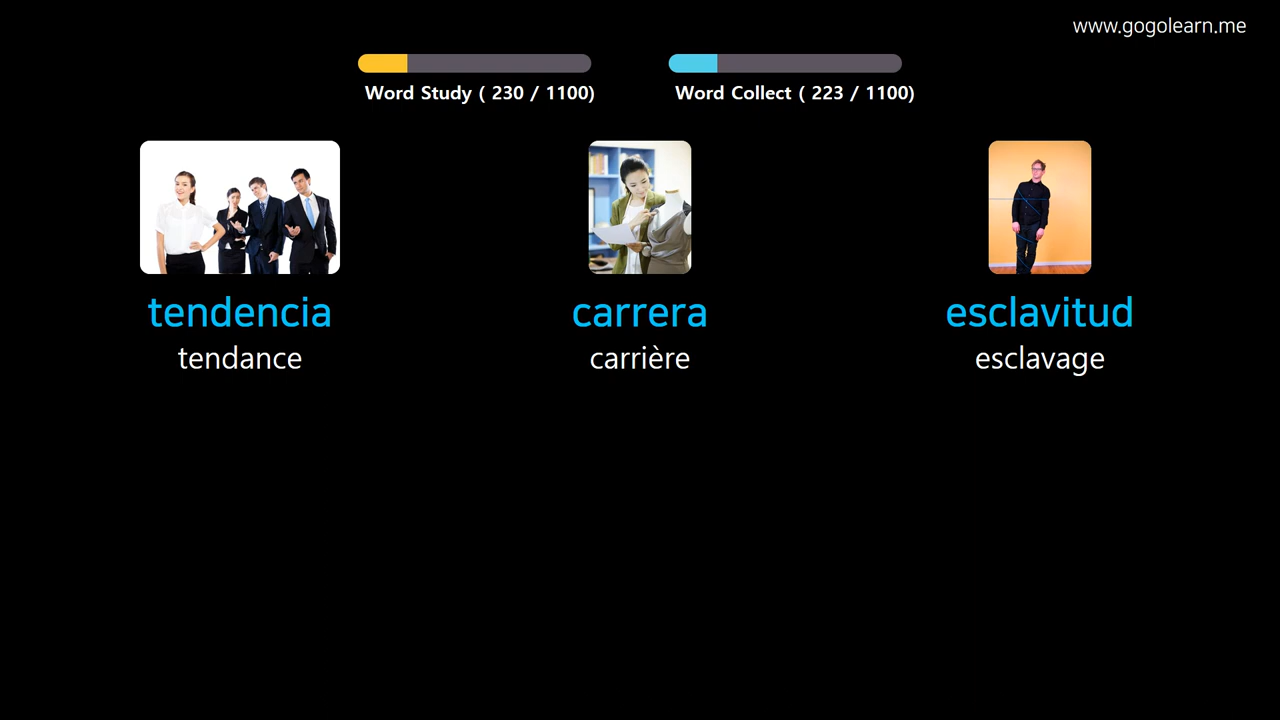 www.gogolearn.me
Word Study ( 230 / 1100)
Word Collect ( 223 / 1100)
tendencia
tendance
carrera
carrière
esclavitud
esclavage